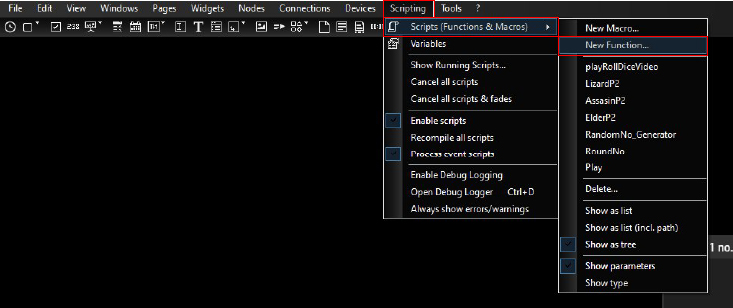 File Edit View Windows Pages Widgets Nodes Connections Devices Scripting Tools ?
Scripts (Functions & Macros)
Variables
Show Running Scripts...
Cancel all scripts
Cancel all scripts & fades
Enable scripts
Recompile all scripts
Process event scripts
Enable Debug Logging
Open Debug Logger Ctrl+D
Always show errors/warnings
New Macro...
New Function...
playRollDiceVideo
LizardP2
AssasinP2
ElderP2
RandomNo_Generator
RoundNo
Play
Delete...
Show as list
Show as list (incl. path)
Show as tree
Show parameters
Show type
1 no.